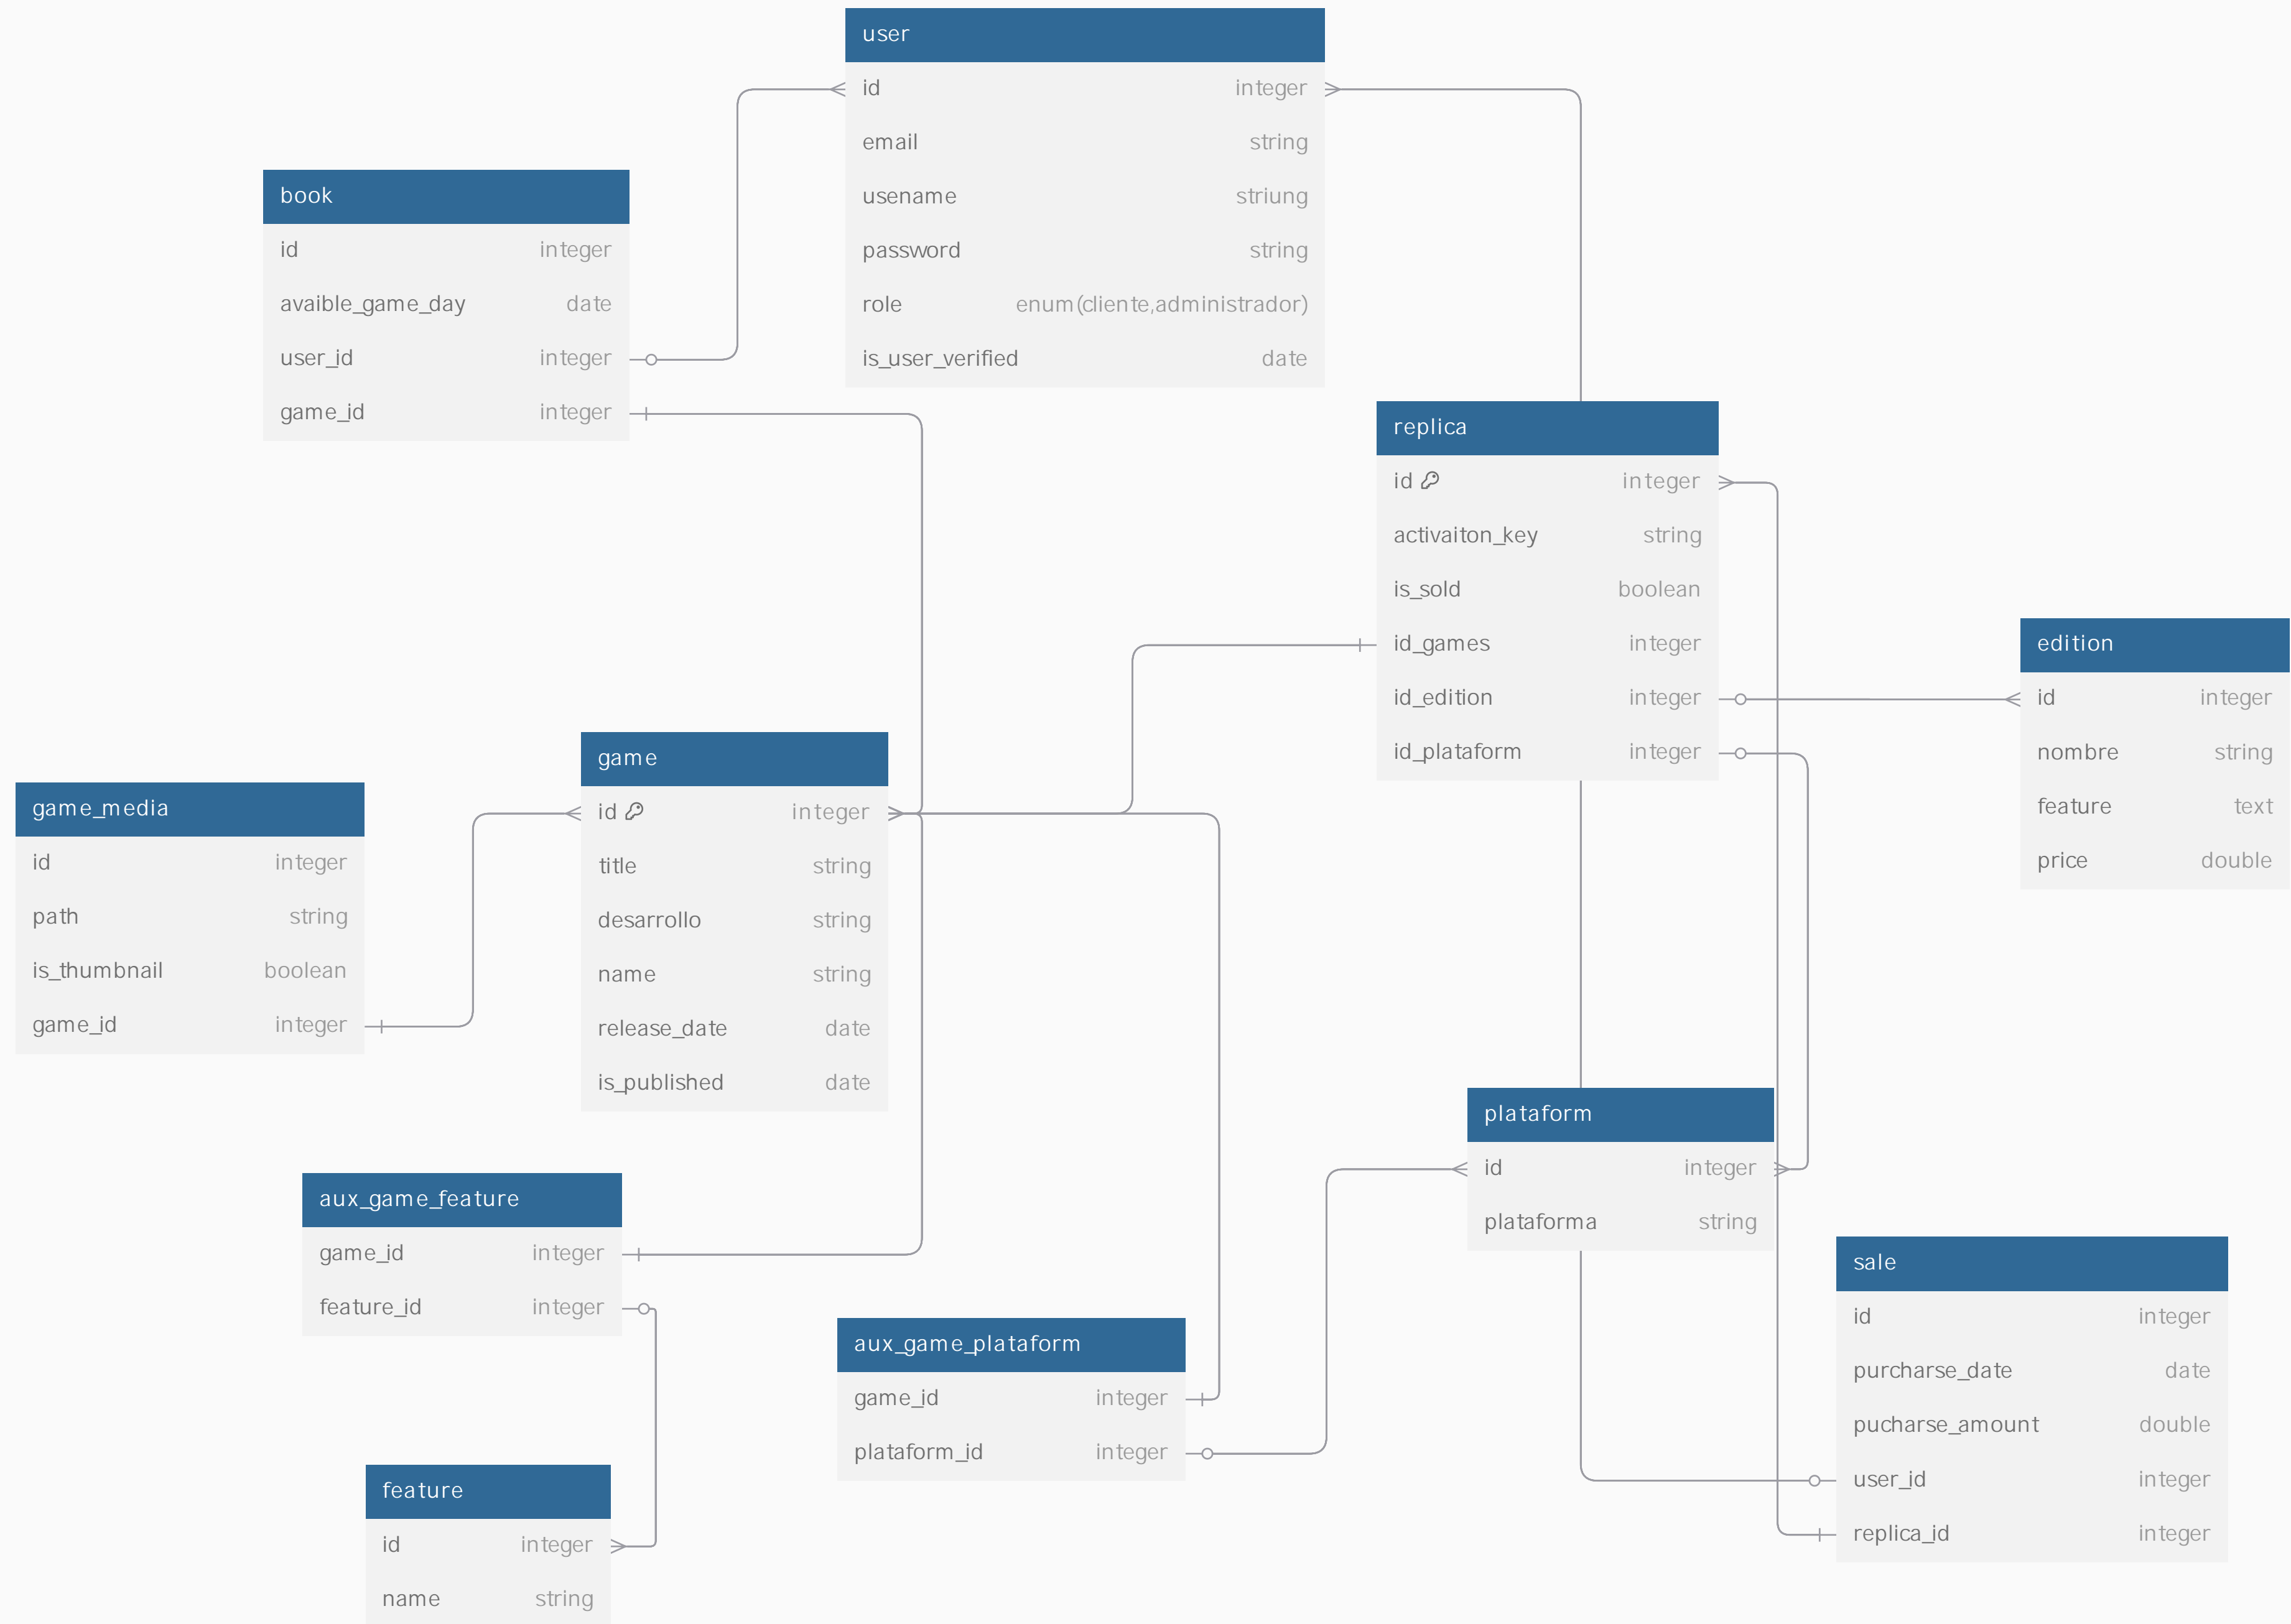 user
id integer
email string
usename striung
password string
role enum(cliente,administrador)
is_user_verified date
book
id integer
avaible_game_day date
user_id integer
game_id integer
replica
id integer
activaiton_key string
is_sold boolean
id_games integer
id_edition integer
id_plataform integer
edition
id integer
nombre string
feature text
price double
game
id integer
title string
desarrollo string
name string
release_date date
is_published date
game_media
id integer
path string
is_thumbnail boolean
game_id integer
plataform
id integer
plataforma string
aux_game_feature
game_id integer
feature_id integer
sale
id integer
purcharse_date date
pucharse_amount double
user_id integer
replica_id integer
aux_game_plataform
game_id integer
plataform_id integer
feature
id integer
name string